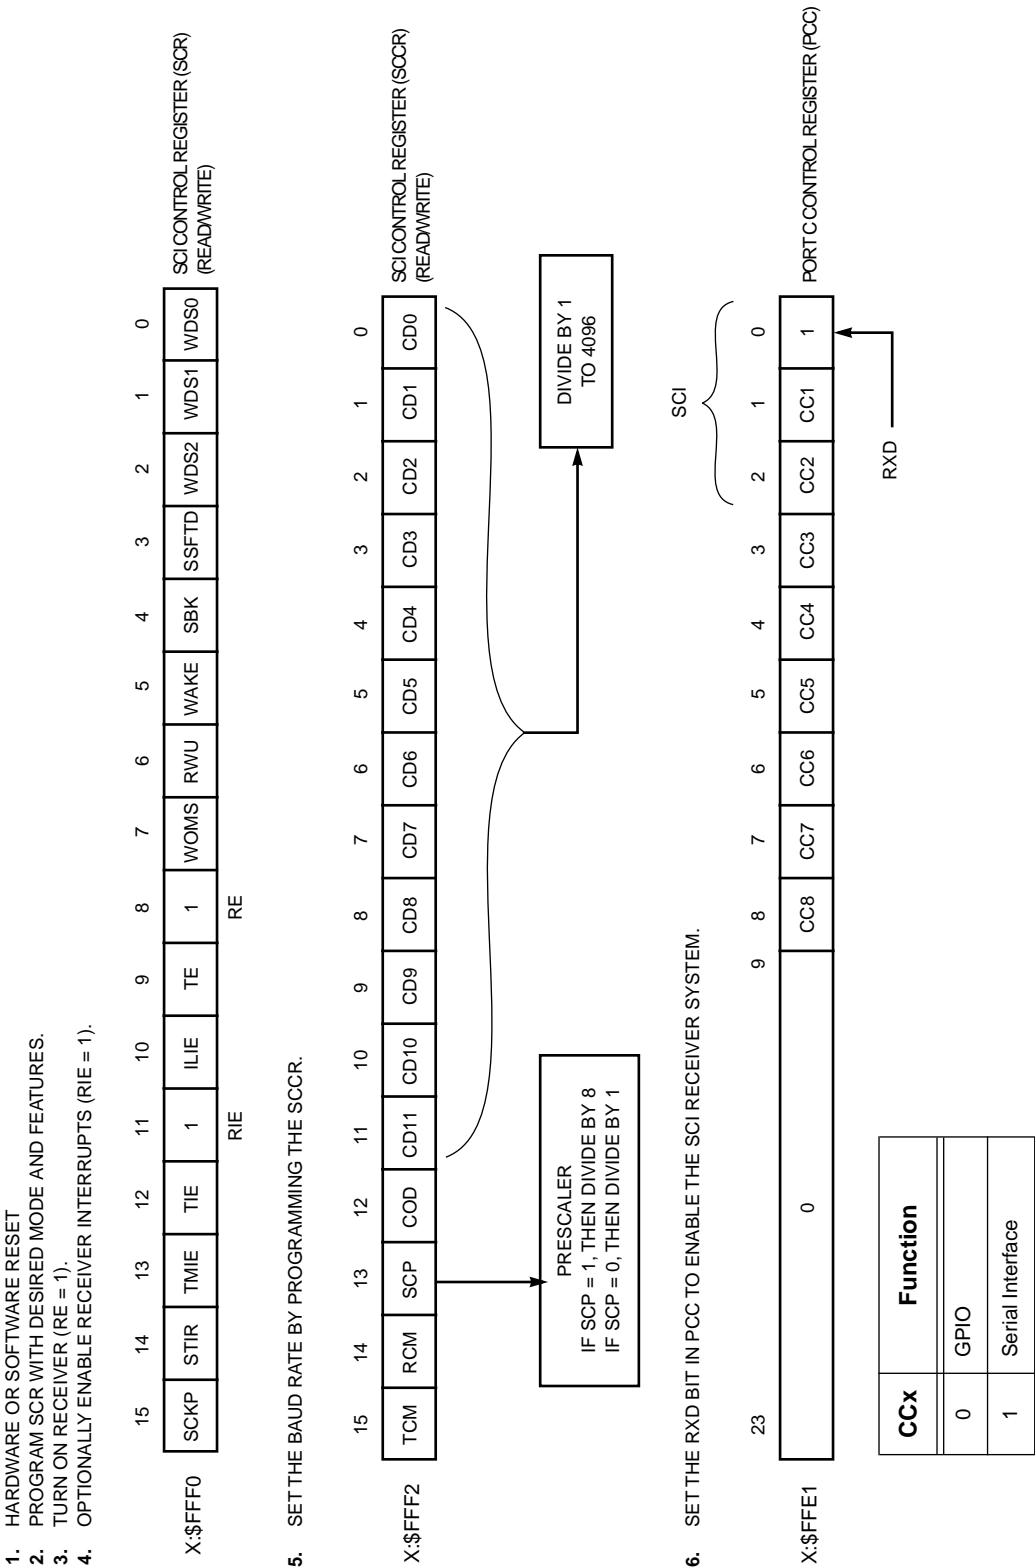 1. HARDWARE OR SOFTWARE RESET
2. PROGRAM SCR WITH DESIRED MODE AND FEATURES.
3. TURN ON RECEIVER (RE = 1).
4. OPTIONALLY ENABLE RECEIVER INTERRUPTS (RIE = 1).
15 14 13 12 11 10 9 8 7 6 5 4 3 2 1 0
X:$FFF0 SCKP STIR TMIE TIE 1 ILIE TE 1 WOMS RWU WAKE SBK SSFTD WDS2 WDS1 WDS0 SCI CONTROL REGISTER (SCR)
(READ/WRITE)
RIE RE
5. SET THE BAUD RATE BY PROGRAMMING THE SCCR.
15 14 13 12 11 10 9 8 7 6 5 4 3 2 1 0
X:$FFF2 TCM RCM SCP COD CD11 CD10 CD9 CD8 CD7 CD6 CD5 CD4 CD3 CD2 CD1 CD0 SCI CONTROL REGISTER (SCCR)
(READ/WRITE)
PRESCALER
IF SCP = 1, THEN DIVIDE BY 8
IF SCP = 0, THEN DIVIDE BY 1
DIVIDE BY 1
TO 4096
6. SET THE RXD BIT IN PCC TO ENABLE THE SCI RECEIVER SYSTEM.
SCI
23 9 8 7 6 5 4 3 2 1 0
X:$FFE1 0 CC8 CC7 CC6 CC5 CC4 CC3 CC2 CC1 1 PORT C CONTROL REGISTER (PCC)
RXD
CCx Function
0 GPIO
1 Serial Interface